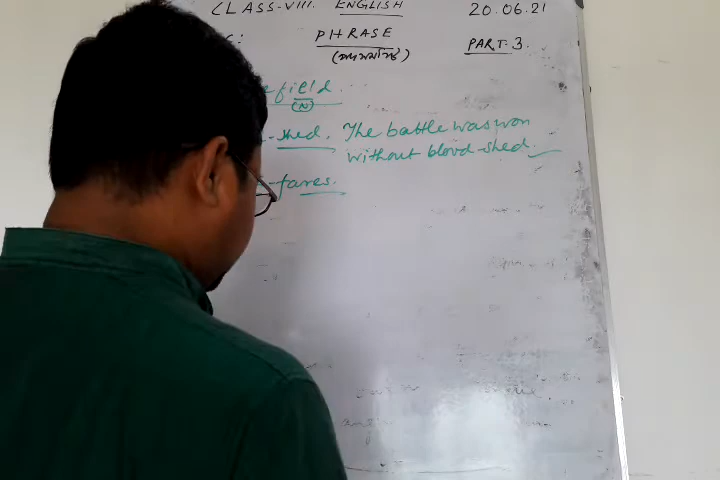 CLASS-VIII. ENGLISH 20.06.21
PHRASE PART. 3.
e field...
(N)
-shed. The battle was won
without blood-shed.
-fares.